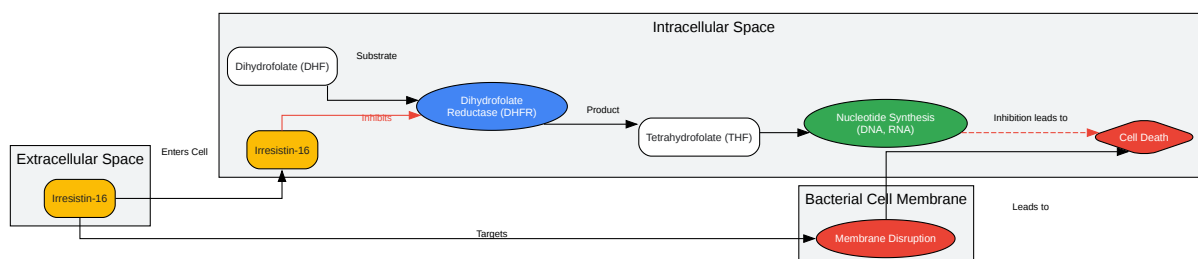 Intracellular Space
Dihydrofolate (DHF)
Substrate
Dihydrofolate
Reductase (DHFR)
Inhibits
Product
Nucleotide Synthesis
(DNA, RNA)
Inhibition leads to
Cell Death
Tetrahydrofolate (THF)
Irresistin-16
Enters Cell
Extracellular Space
Irresistin-16
Bacterial Cell Membrane
Leads to
Targets
Membrane Disruption